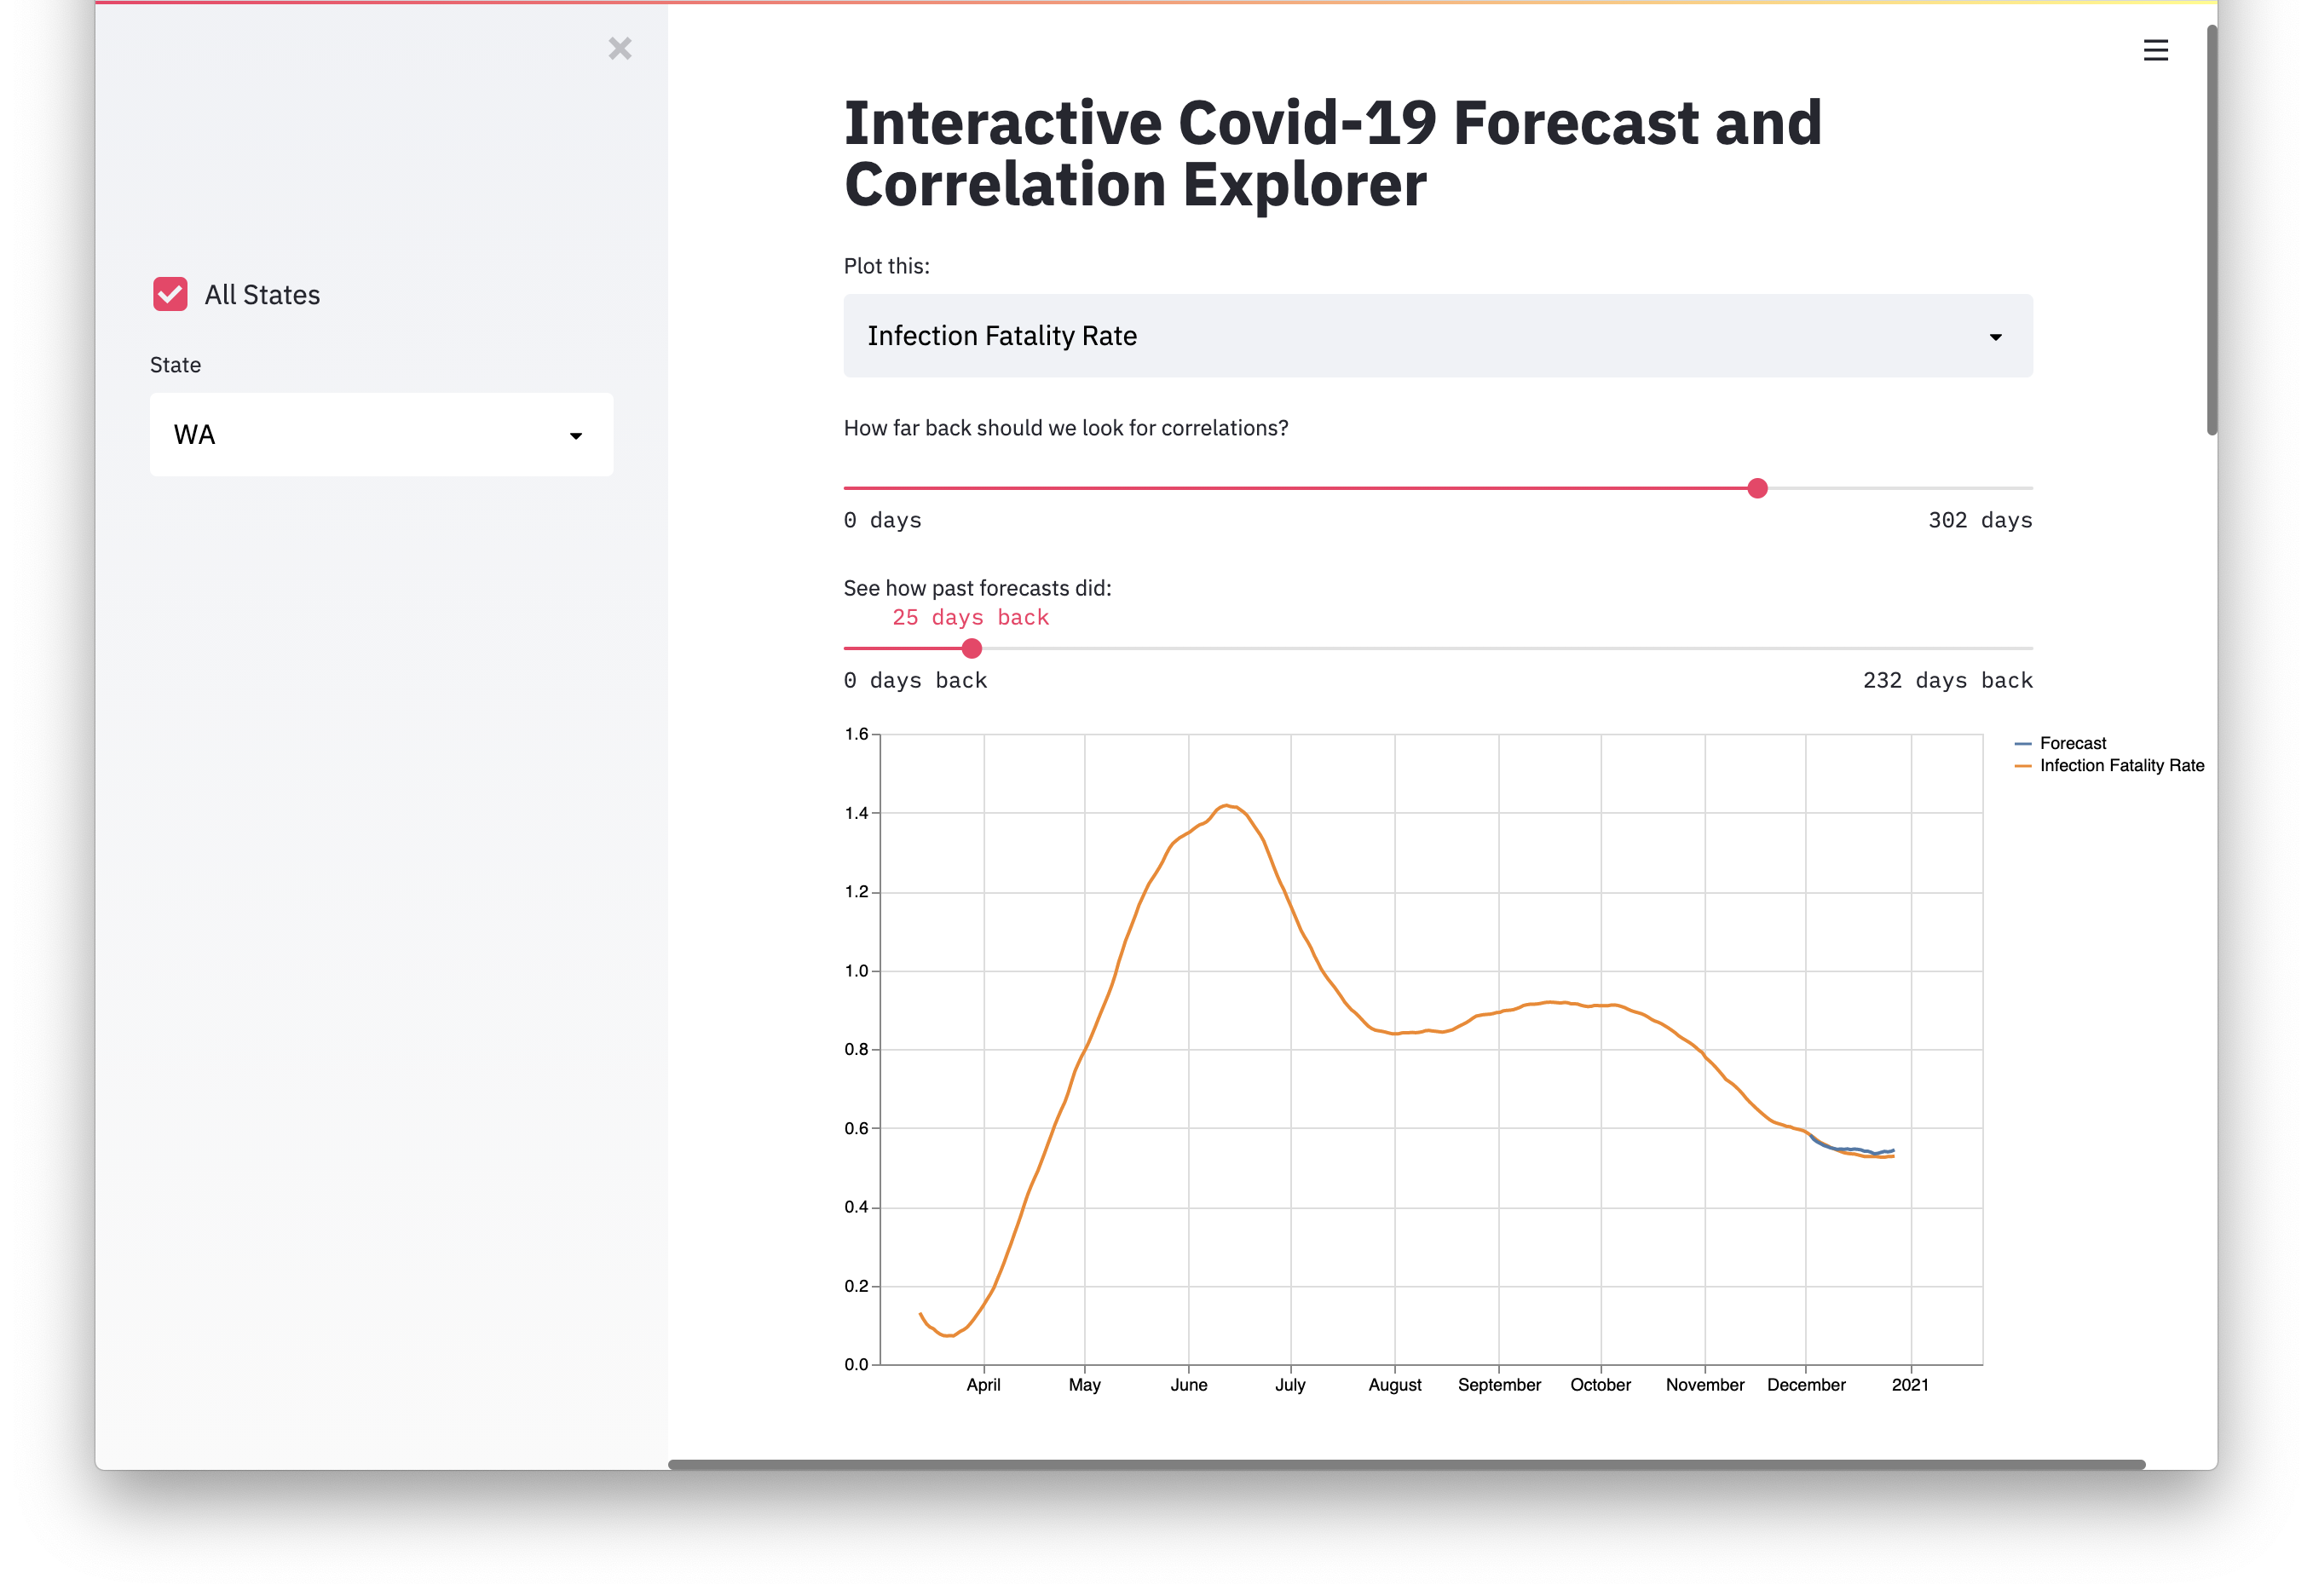 All States
State
WA
Interactive Covid-19 Forecast and
Correlation Explorer
Plot this:
Infection Fatality Rate
How far back should we look for correlations?
0 days
302 days
See how past forecasts did:
25 days back
0 days back
232 days back
1.6
1.4
1.2
1.0
0.8
0.6
0.4
0.2
0.0
April
May
June
July
August
September
October
November
December
2021
Forecast
Infection Fatality Rate